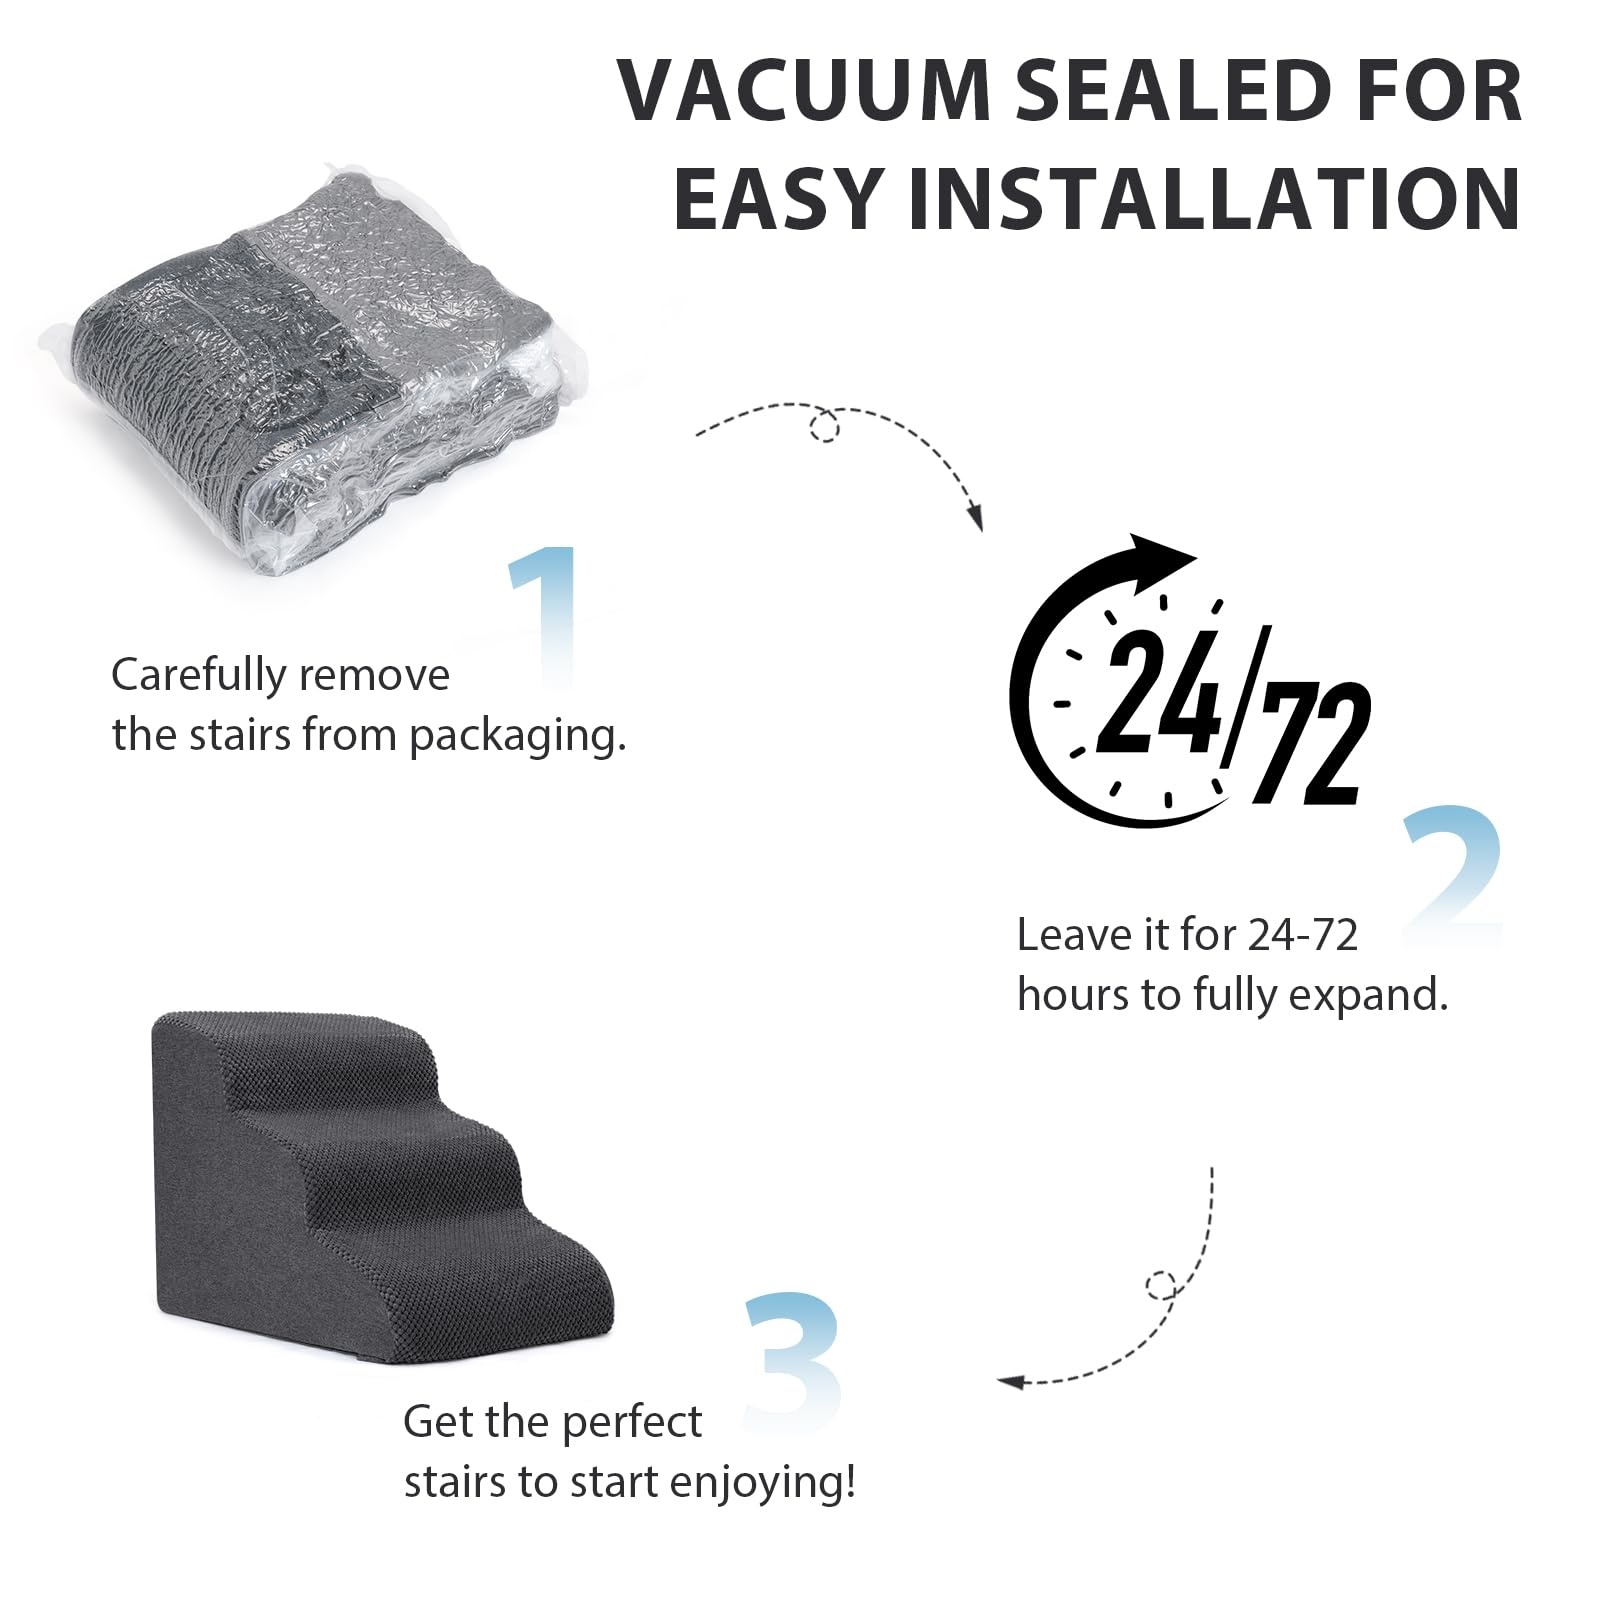 VACUUM SEALED FOR
EASY INSTALLATION
1
Carefully remove
the stairs from packaging.
24/72
2
Leave it for 24-72
hours to fully expand.
3
Get the perfect
stairs to start enjoying!